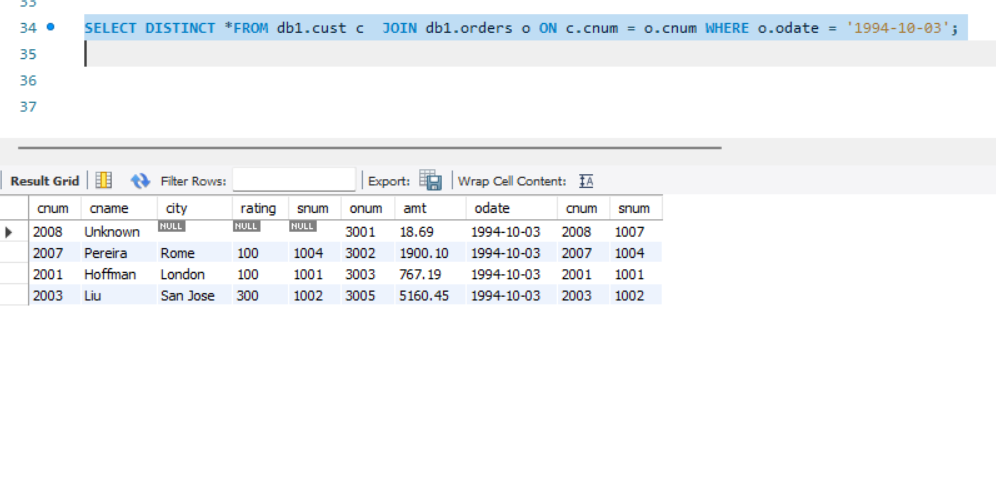 33
34 SELECT DISTINCT *FROM db1.cust c  JOIN db1.orders o ON c.cnum = o.cnum WHERE o.odate = '1994-10-03';
35
36
37
Result Grid Filter Rows: Export: Wrap Cell Content: IA
cnum cname city rating snum onum amt odate cnum snum
2008 Unknown NULL NULL NULL 3001 18.69 1994-10-03 2008 1007
2007 Pereira Rome 100 1004 3002 1900.10 1994-10-03 2007 1004
2001 Hoffman London 100 1001 3003 767.19 1994-10-03 2001 1001
2003 Liu San Jose 300 1002 3005 5160.45 1994-10-03 2003 1002